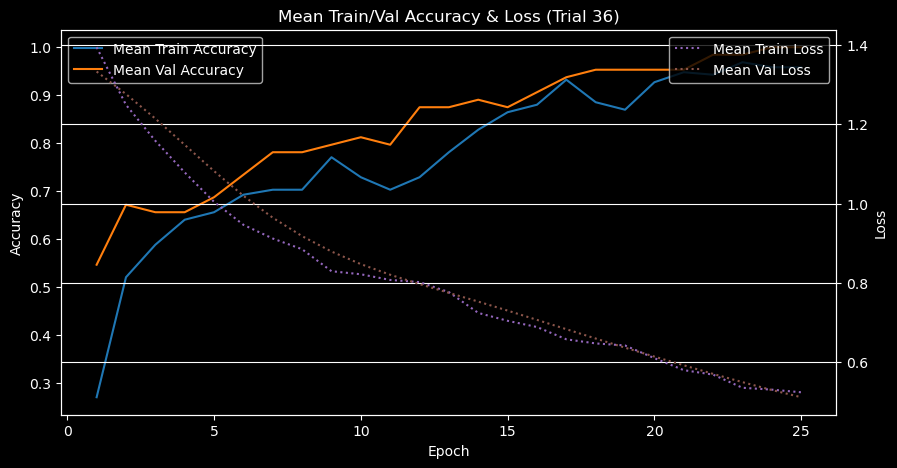 Mean Train/Val Accuracy & Loss (Trial 36)
Mean Train Accuracy
Mean Val Accuracy
Mean Train Loss
Mean Val Loss
Accuracy
1.0
0.9
0.8
0.7
0.6
0.5
0.4
0.3
Loss
1.4
1.2
1.0
0.8
0.6
0
5
10
15
20
25
Epoch